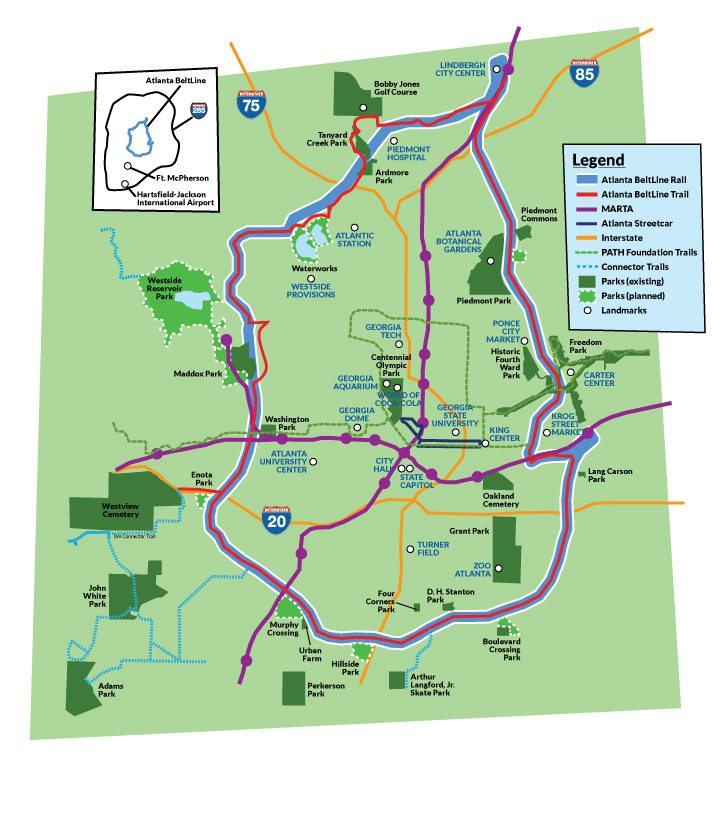 LINDBERGH
CITY CENTER
INTERSTATE
85
Atlanta BeltLine
INTERSTATE
285
Ft. McPherson
Hartsfield-Jackson
International Airport
INTERSTATE
75
Bobby Jones
Golf Course
Tanyard
Creek Park
PIEDMONT
HOSPITAL
Ardmore
Park
Legend
Atlanta BeltLine Rail
Atlanta BeltLine Trail
MARTA
Atlanta Streetcar
Interstate
PATH Foundation Trails
Connector Trails
Parks (existing)
Parks (planned)
Landmarks
Piedmont
Commons
ATLANTIC
STATION
ATLANTA
BOTANICAL
GARDENS
Waterworks
WESTSIDE
PROVISIONS
Westside
Reservoir
Park
Piedmont Park
GEORGIA
TECH
PONCE
CITY
MARKET
Freedom
Park
Historic
Fourth
Ward
Park
CARTER
CENTER
Maddox Park
Centennial
Olympic
Park
GEORGIA
AQUARIUM
WORLD OF
COCA-COLA
GEORGIA
DOME
GEORGIA
STATE
UNIVERSITY
KING
CENTER
KROG
STREET
MARKET
Washington
Park
ATLANTA
UNIVERSITY
CENTER
CITY
HALL
STATE
CAPITOL
Lang Carson
Park
Enota
Park
Oakland
Cemetery
Westview
Cemetery
INTERSTATE
20
SW Connector Trail
Grant Park
TURNER
FIELD
ZOO
ATLANTA
John
White
Park
Four
Corners
Park
D. H. Stanton
Park
Murphy
Crossing
Urban
Farm
Hillside
Park
Boulevard
Crossing
Park
Adams
Park
Perkerson
Park
Arthur
Langford, Jr.
Skate Park